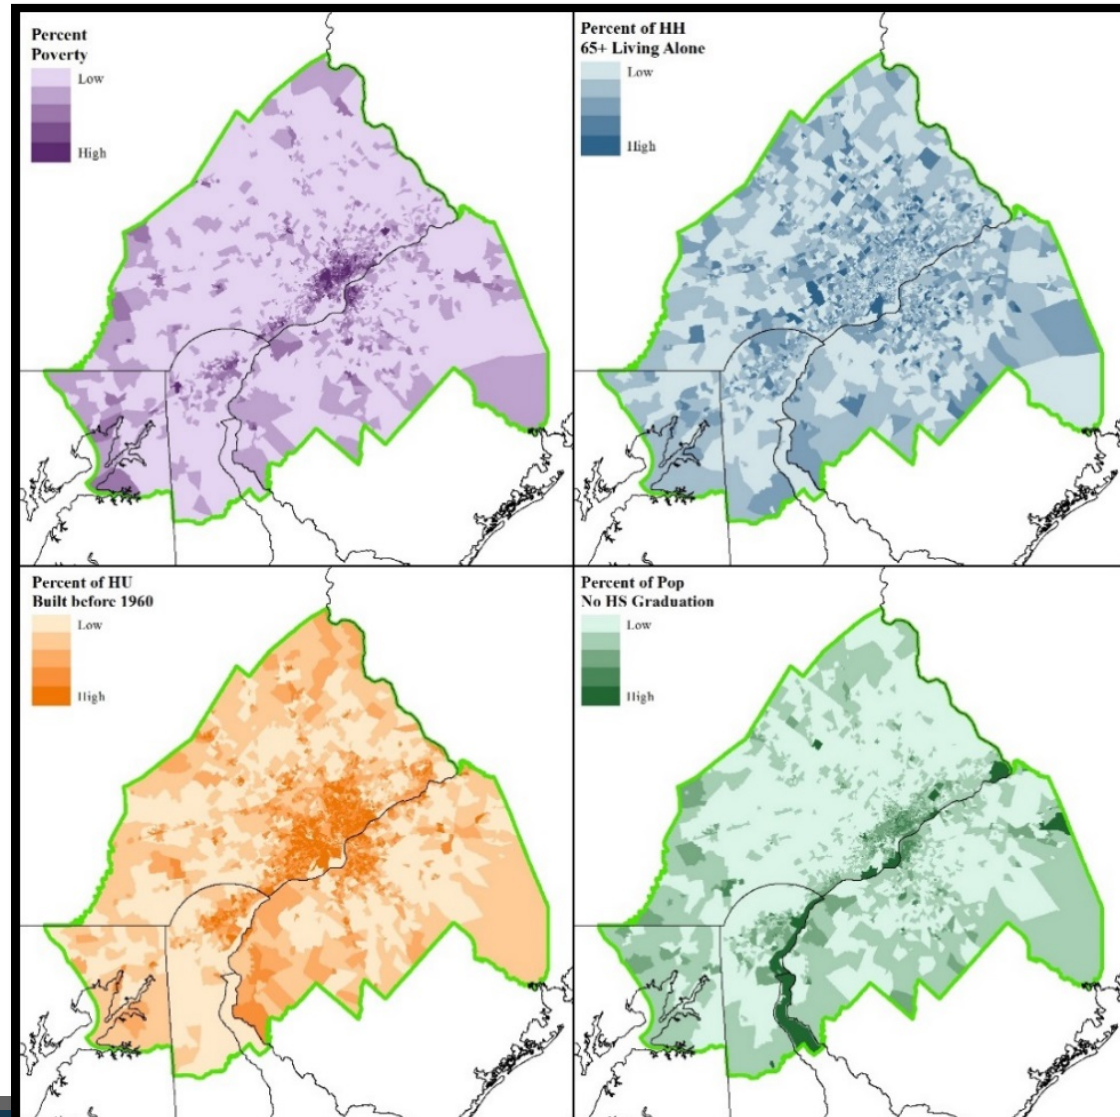 Percent
Poverty
Low
High
Percent of HH
65+ Living Alone
Low
High
Percent of HU
Built before 1960
Low
High
Percent of Pop
No HS Graduation
Low
High